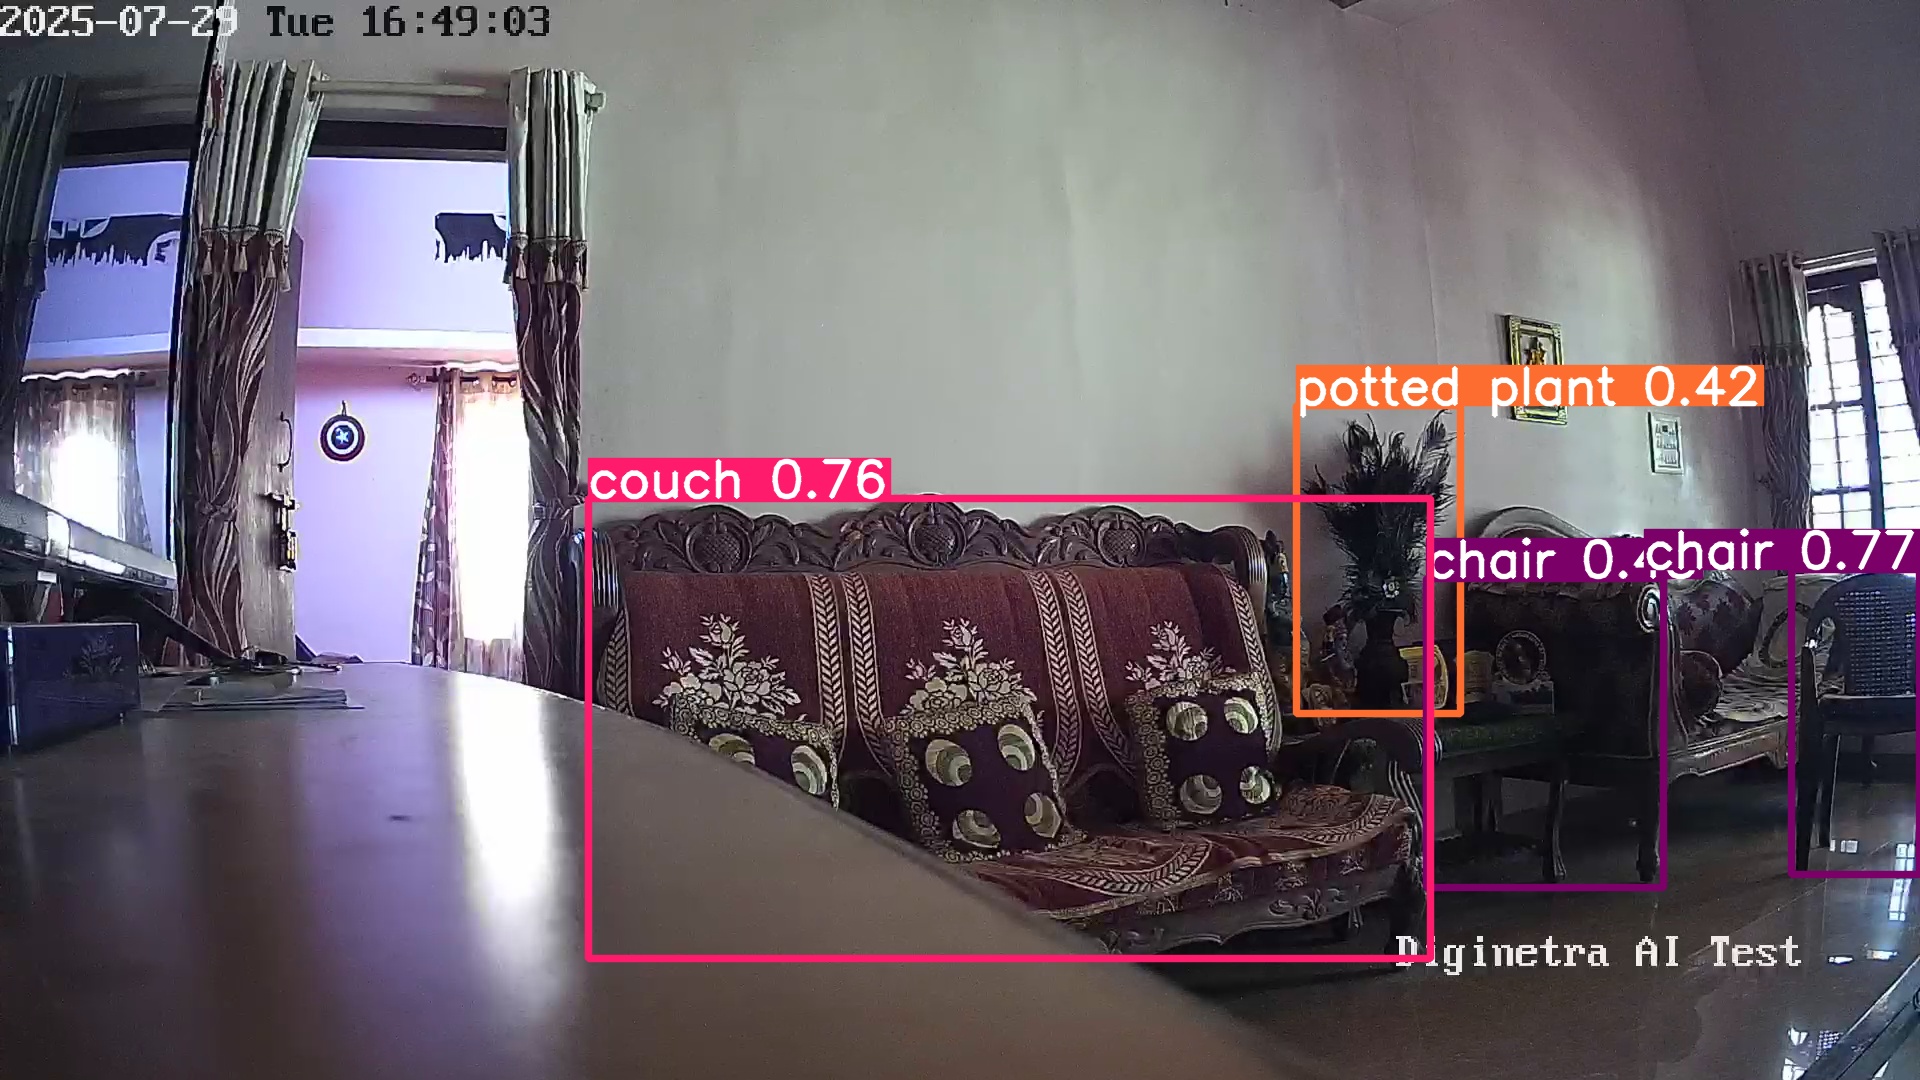 2025-07-29 Tue 16:49:03
potted plant 0.42
couch 0.76
chair 0.77
chair
Diginetra AI Test